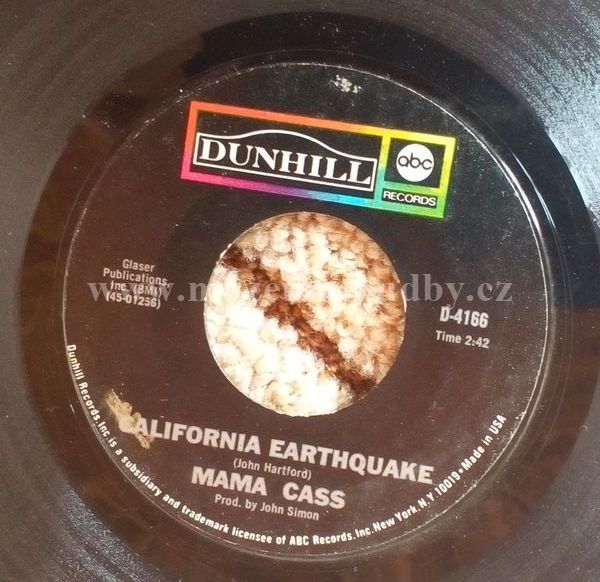 DUNHILL
abc
RECORDS
Glaser
Publications,
Inc. (BMI)
(45-01256)
D-4166
Time 2:42
CALIFORNIA EARTHQUAKE
(John Hartford)
MAMA CASS
Prod. by John Simon
Dunhill Records, Inc. is a subsidiary and trademark licensee of ABC Records, Inc. New York, N.Y. 10019 • Made in USA